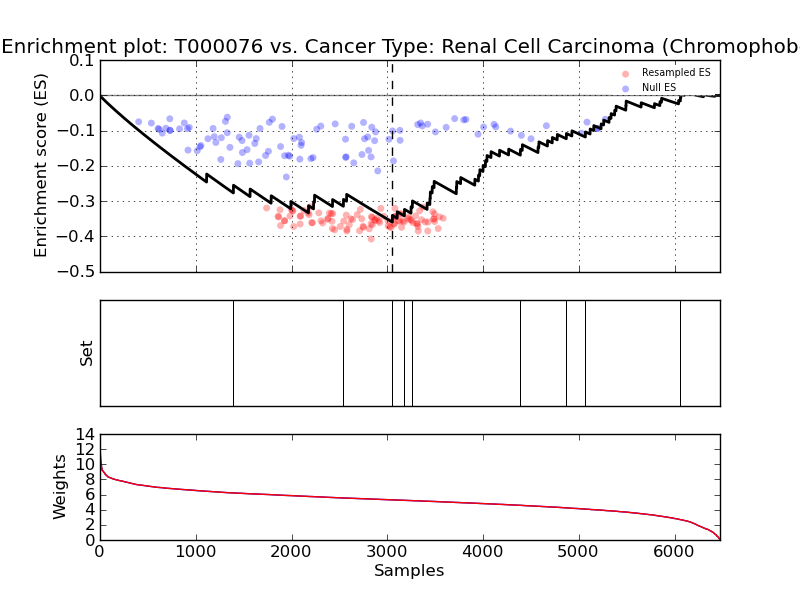 Enrichment plot: T000076 vs. Cancer Type: Renal Cell Carcinoma (Chromophob
0.1
0.0
−0.1
−0.2
−0.3
−0.4
−0.5
Enrichment score (ES)
Resampled ES
Null ES
Set
14
12
10
8
6
4
2
0
Weights
0 1000 2000 3000 4000 5000 6000
Samples